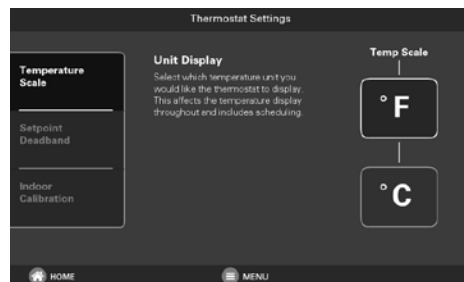 Thermostat Settings
Temperature
Scale
Setpoint
Deadband
Indoor
Calibration
Unit Display
Select which temperature unit you
would like the thermostat to display.
This affects the temperature display
throughout and includes scheduling.
Temp Scale
°F
°C
HOME
MENU